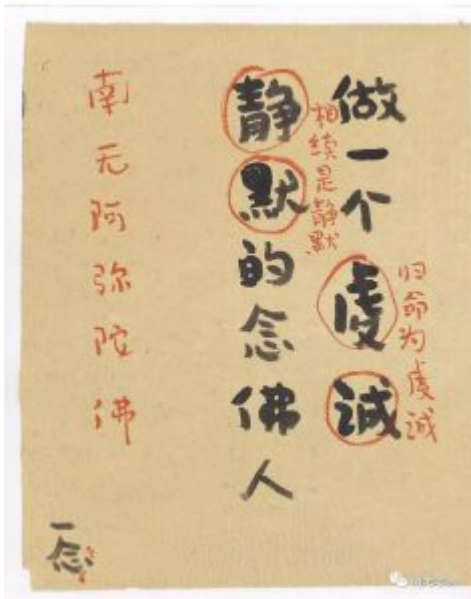 归命为虔诚
做一个虔诚
相续是静默
静默的念佛人
南无阿弥陀佛
一念